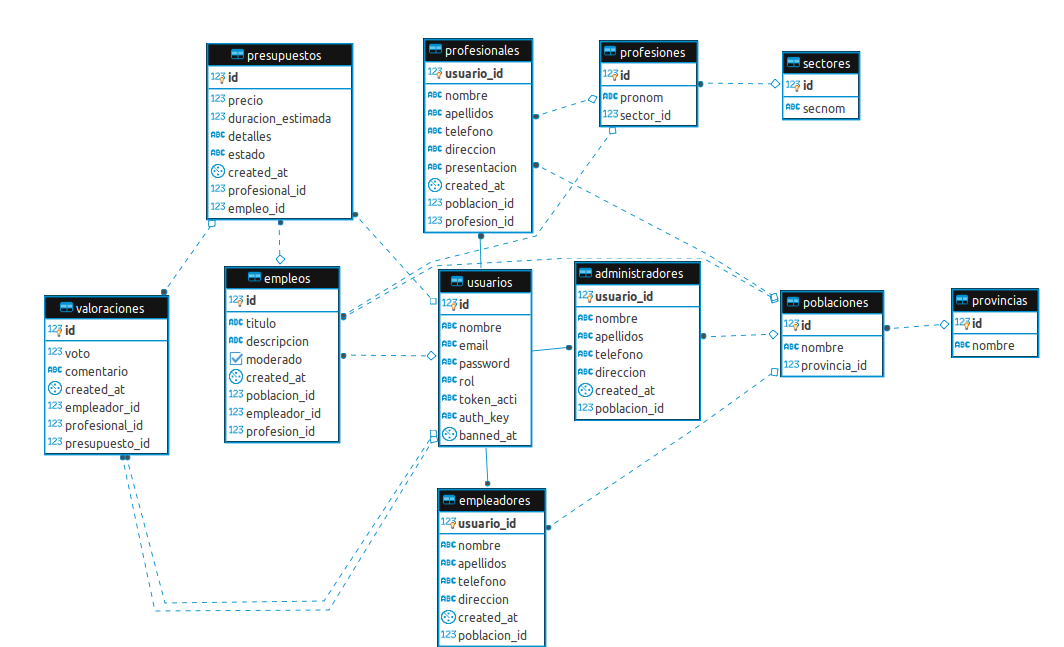 presupuestos
123 id
123 precio
123 duracion_estimada
ABC detalles
ABC estado
created_at
123 profesional_id
123 empleo_id
profesionales
123 usuario_id
ABC nombre
ABC apellidos
ABC telefono
ABC direccion
ABC presentacion
created_at
123 poblacion_id
123 profesion_id
profesiones
123 id
ABC pronom
123 sector_id
sectores
123 id
ABC secnom
valoraciones
123 id
123 voto
ABC comentario
created_at
123 empleador_id
123 profesional_id
123 presupuesto_id
empleos
123 id
ABC titulo
ABC descripcion
moderado
created_at
123 poblacion_id
123 empleador_id
123 profesion_id
usuarios
123 id
ABC nombre
ABC email
ABC password
ABC rol
ABC token_acti
ABC auth_key
banned_at
administradores
123 usuario_id
ABC nombre
ABC apellidos
ABC telefono
ABC direccion
created_at
123 poblacion_id
poblaciones
123 id
ABC nombre
123 provincia_id
provincias
123 id
ABC nombre
empleadores
123 usuario_id
ABC nombre
ABC apellidos
ABC telefono
ABC direccion
created_at
123 poblacion_id